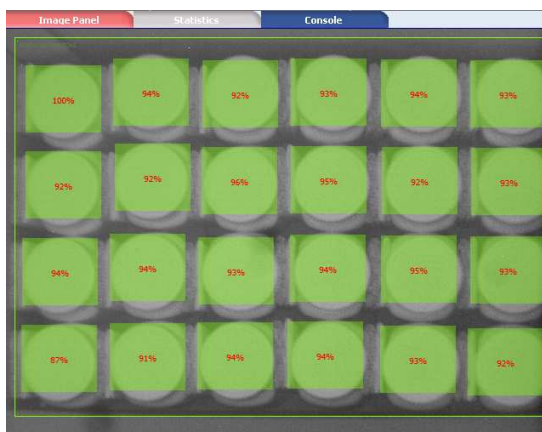 Image Panel Statistics Console
100% 94% 92% 93% 94% 93%
92% 92% 96% 95% 92% 93%
94% 94% 93% 94% 95% 93%
87% 91% 94% 94% 93% 92%